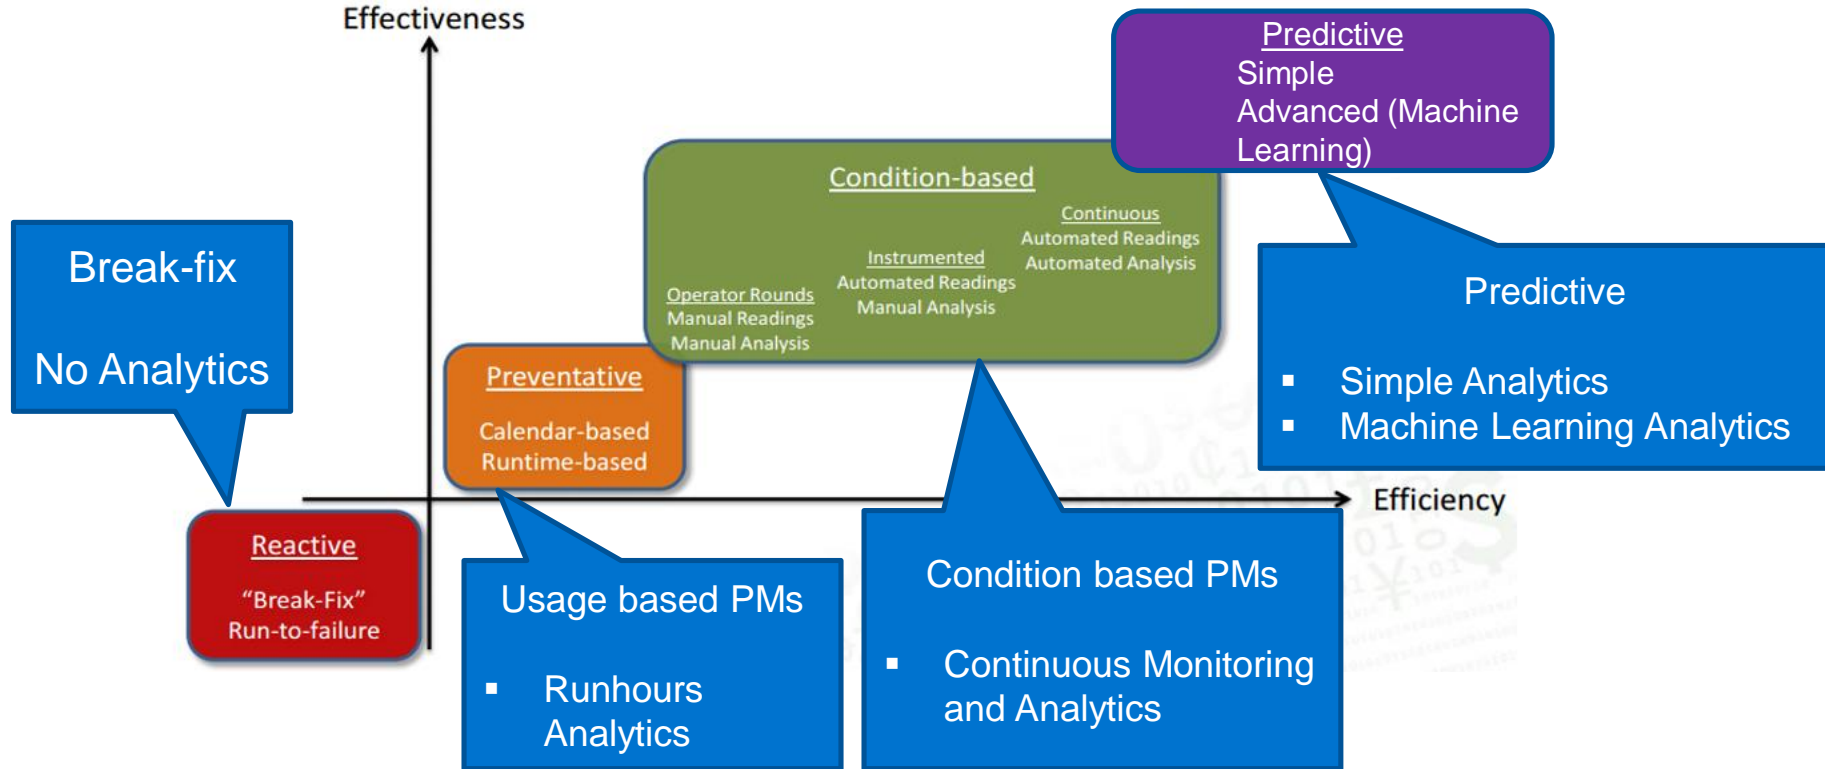 Effectiveness
Predictive
Simple
Advanced (Machine
Learning)
Condition-based
Continuous
Automated Readings
Automated Analysis
Instrumented
Automated Readings
Manual Analysis
Operator Rounds
Manual Readings
Manual Analysis
Break-fix
No Analytics
Preventative
Calendar-based
Runtime-based
Predictive
▪ Simple Analytics
▪ Machine Learning Analytics
Efficiency
Reactive
“Break-Fix”
Run-to-failure
Usage based PMs
▪ Runhours
Analytics
Condition based PMs
▪ Continuous Monitoring
and Analytics